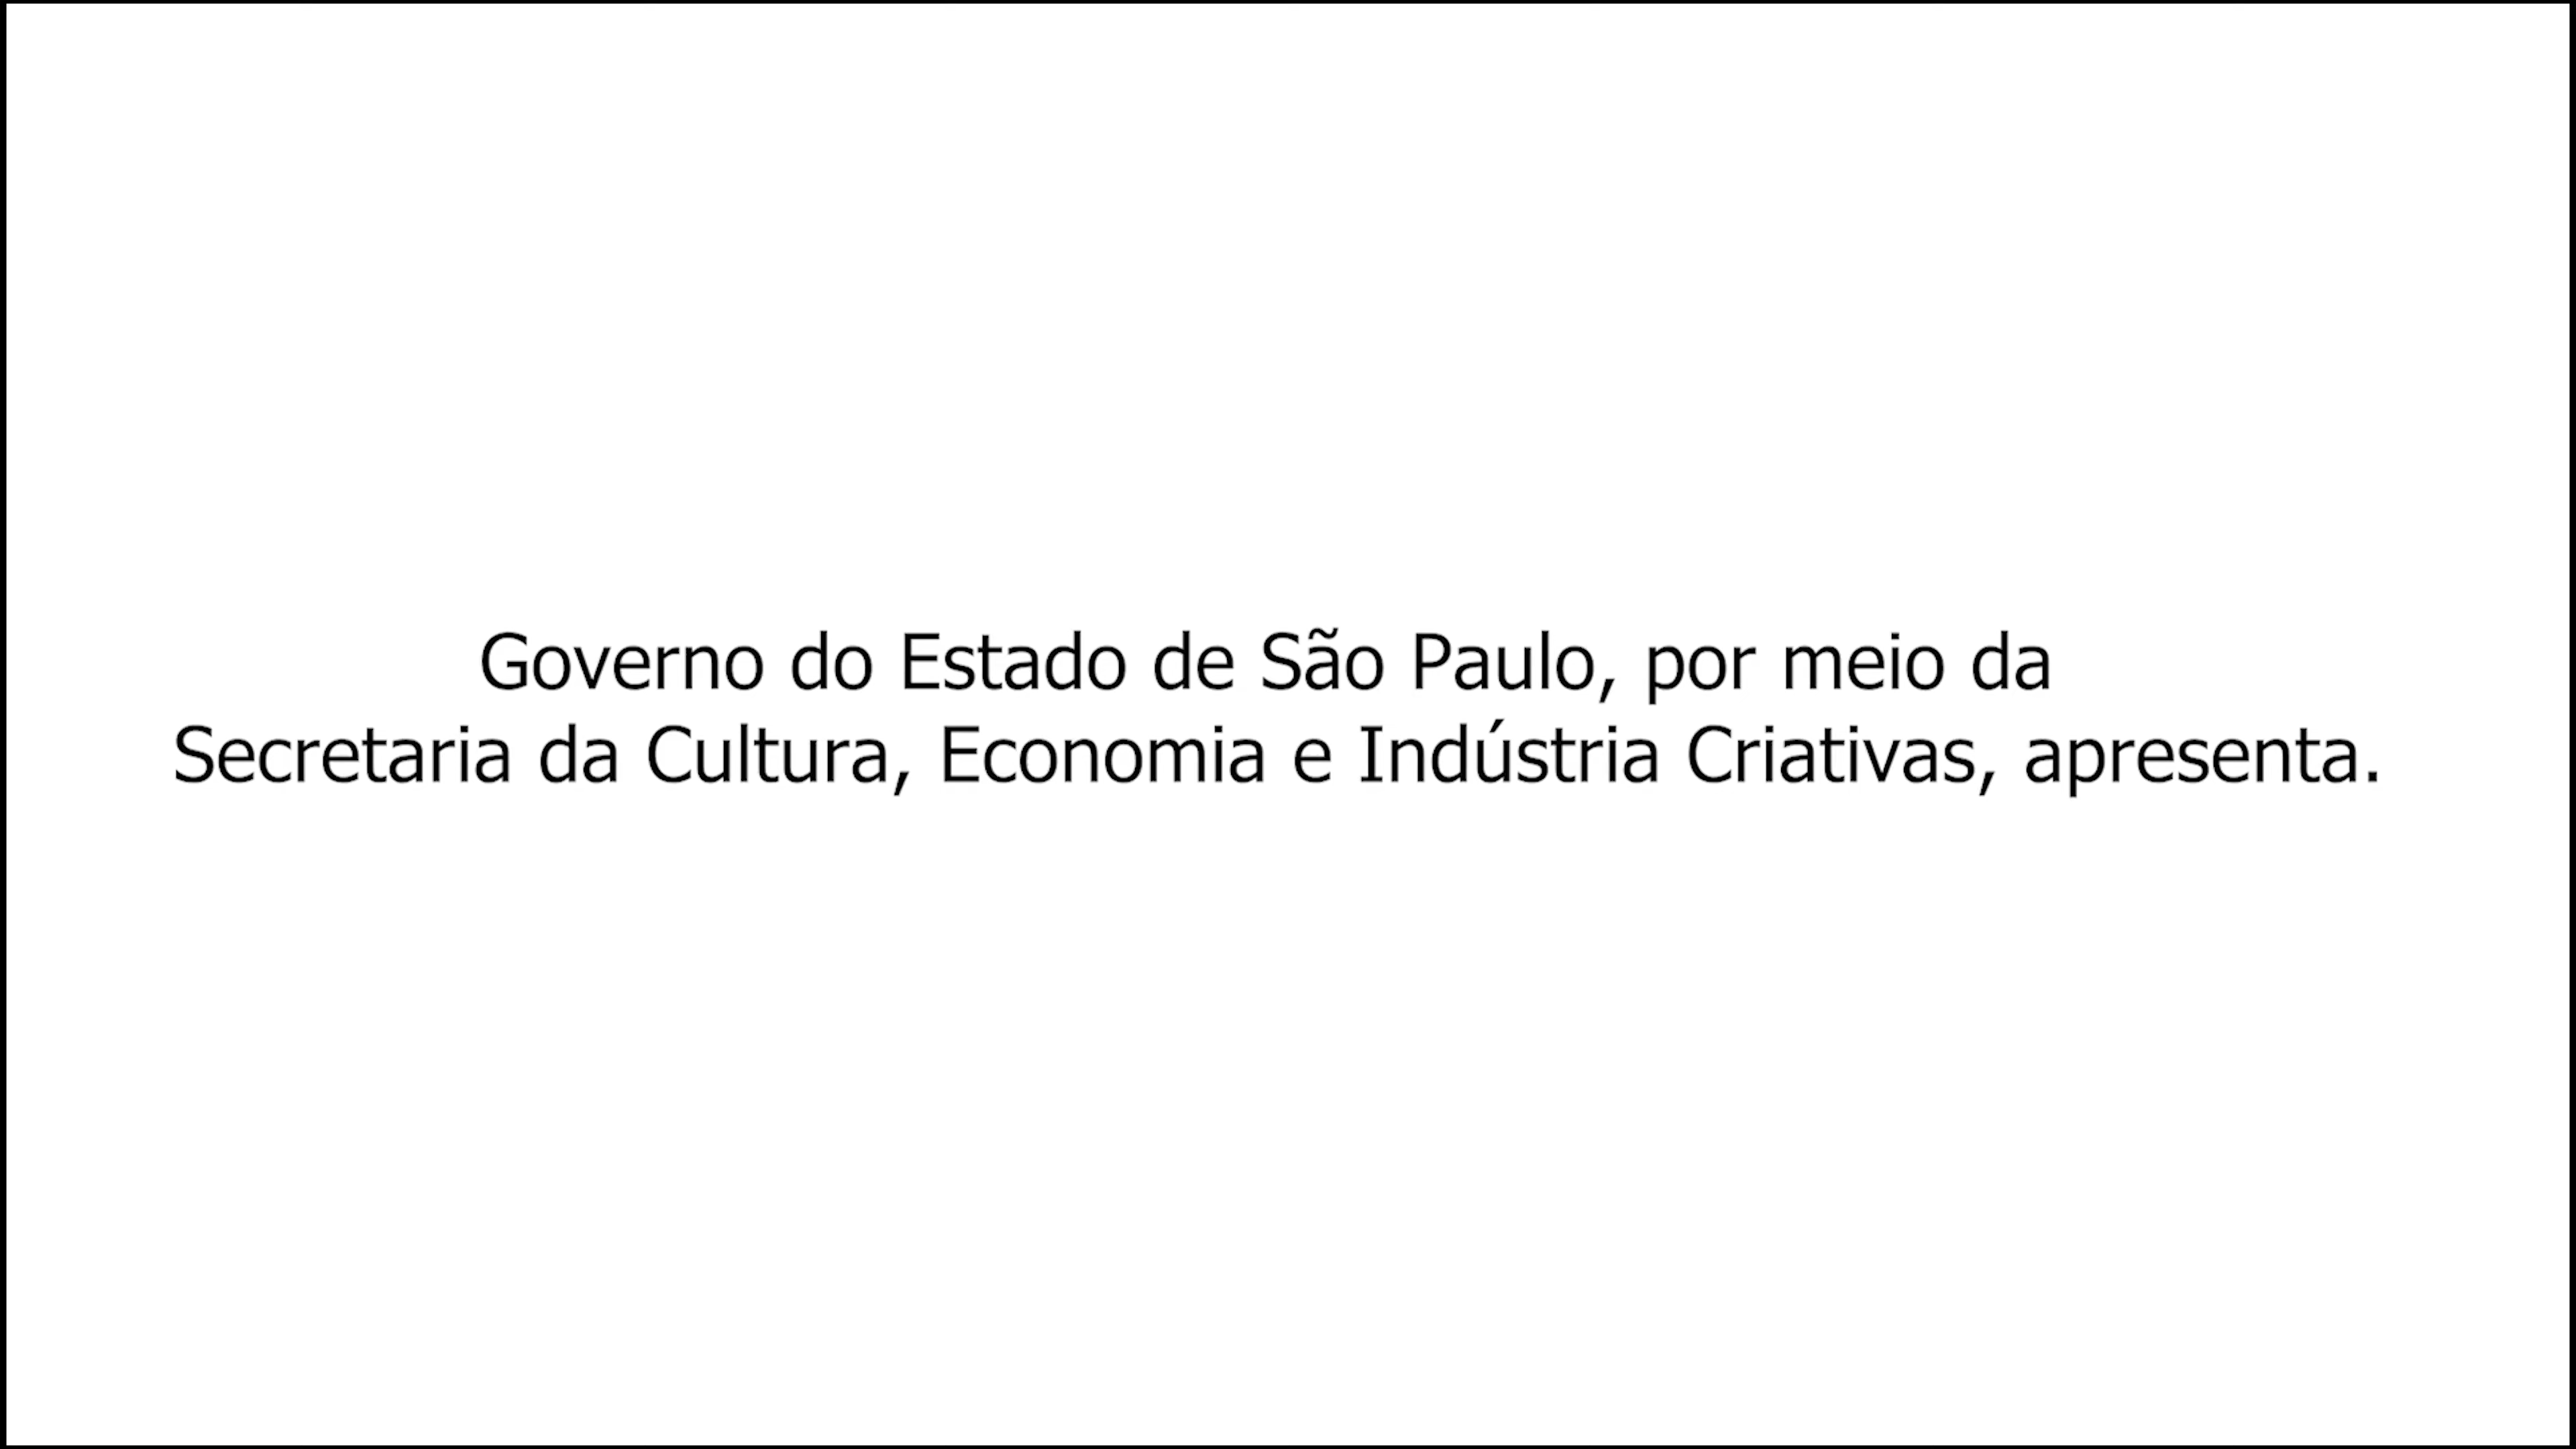 Governo do Estado de São Paulo, por meio da
Secretaria da Cultura, Economia e Indústria Criativas, apresenta.